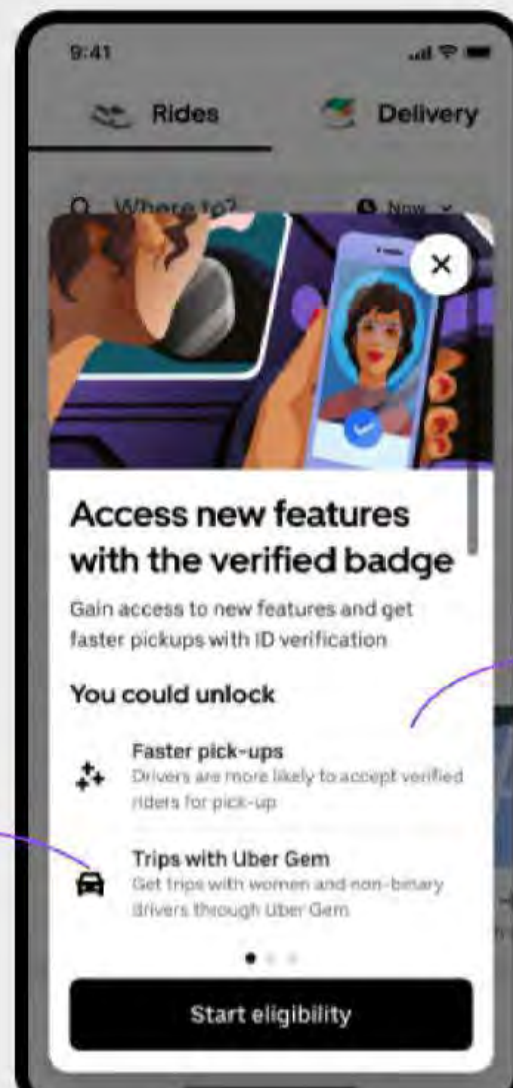 9:41
Rides
Delivery
Where to?
Now
Access new features
with the verified badge
Gain access to new features and get
faster pickups with ID verification
You could unlock
Faster pick-ups
Drivers are more likely to accept verified
riders for pick-up
Trips with Uber Gem
Get trips with women and non-binary
drivers through Uber Gem
Start eligibility